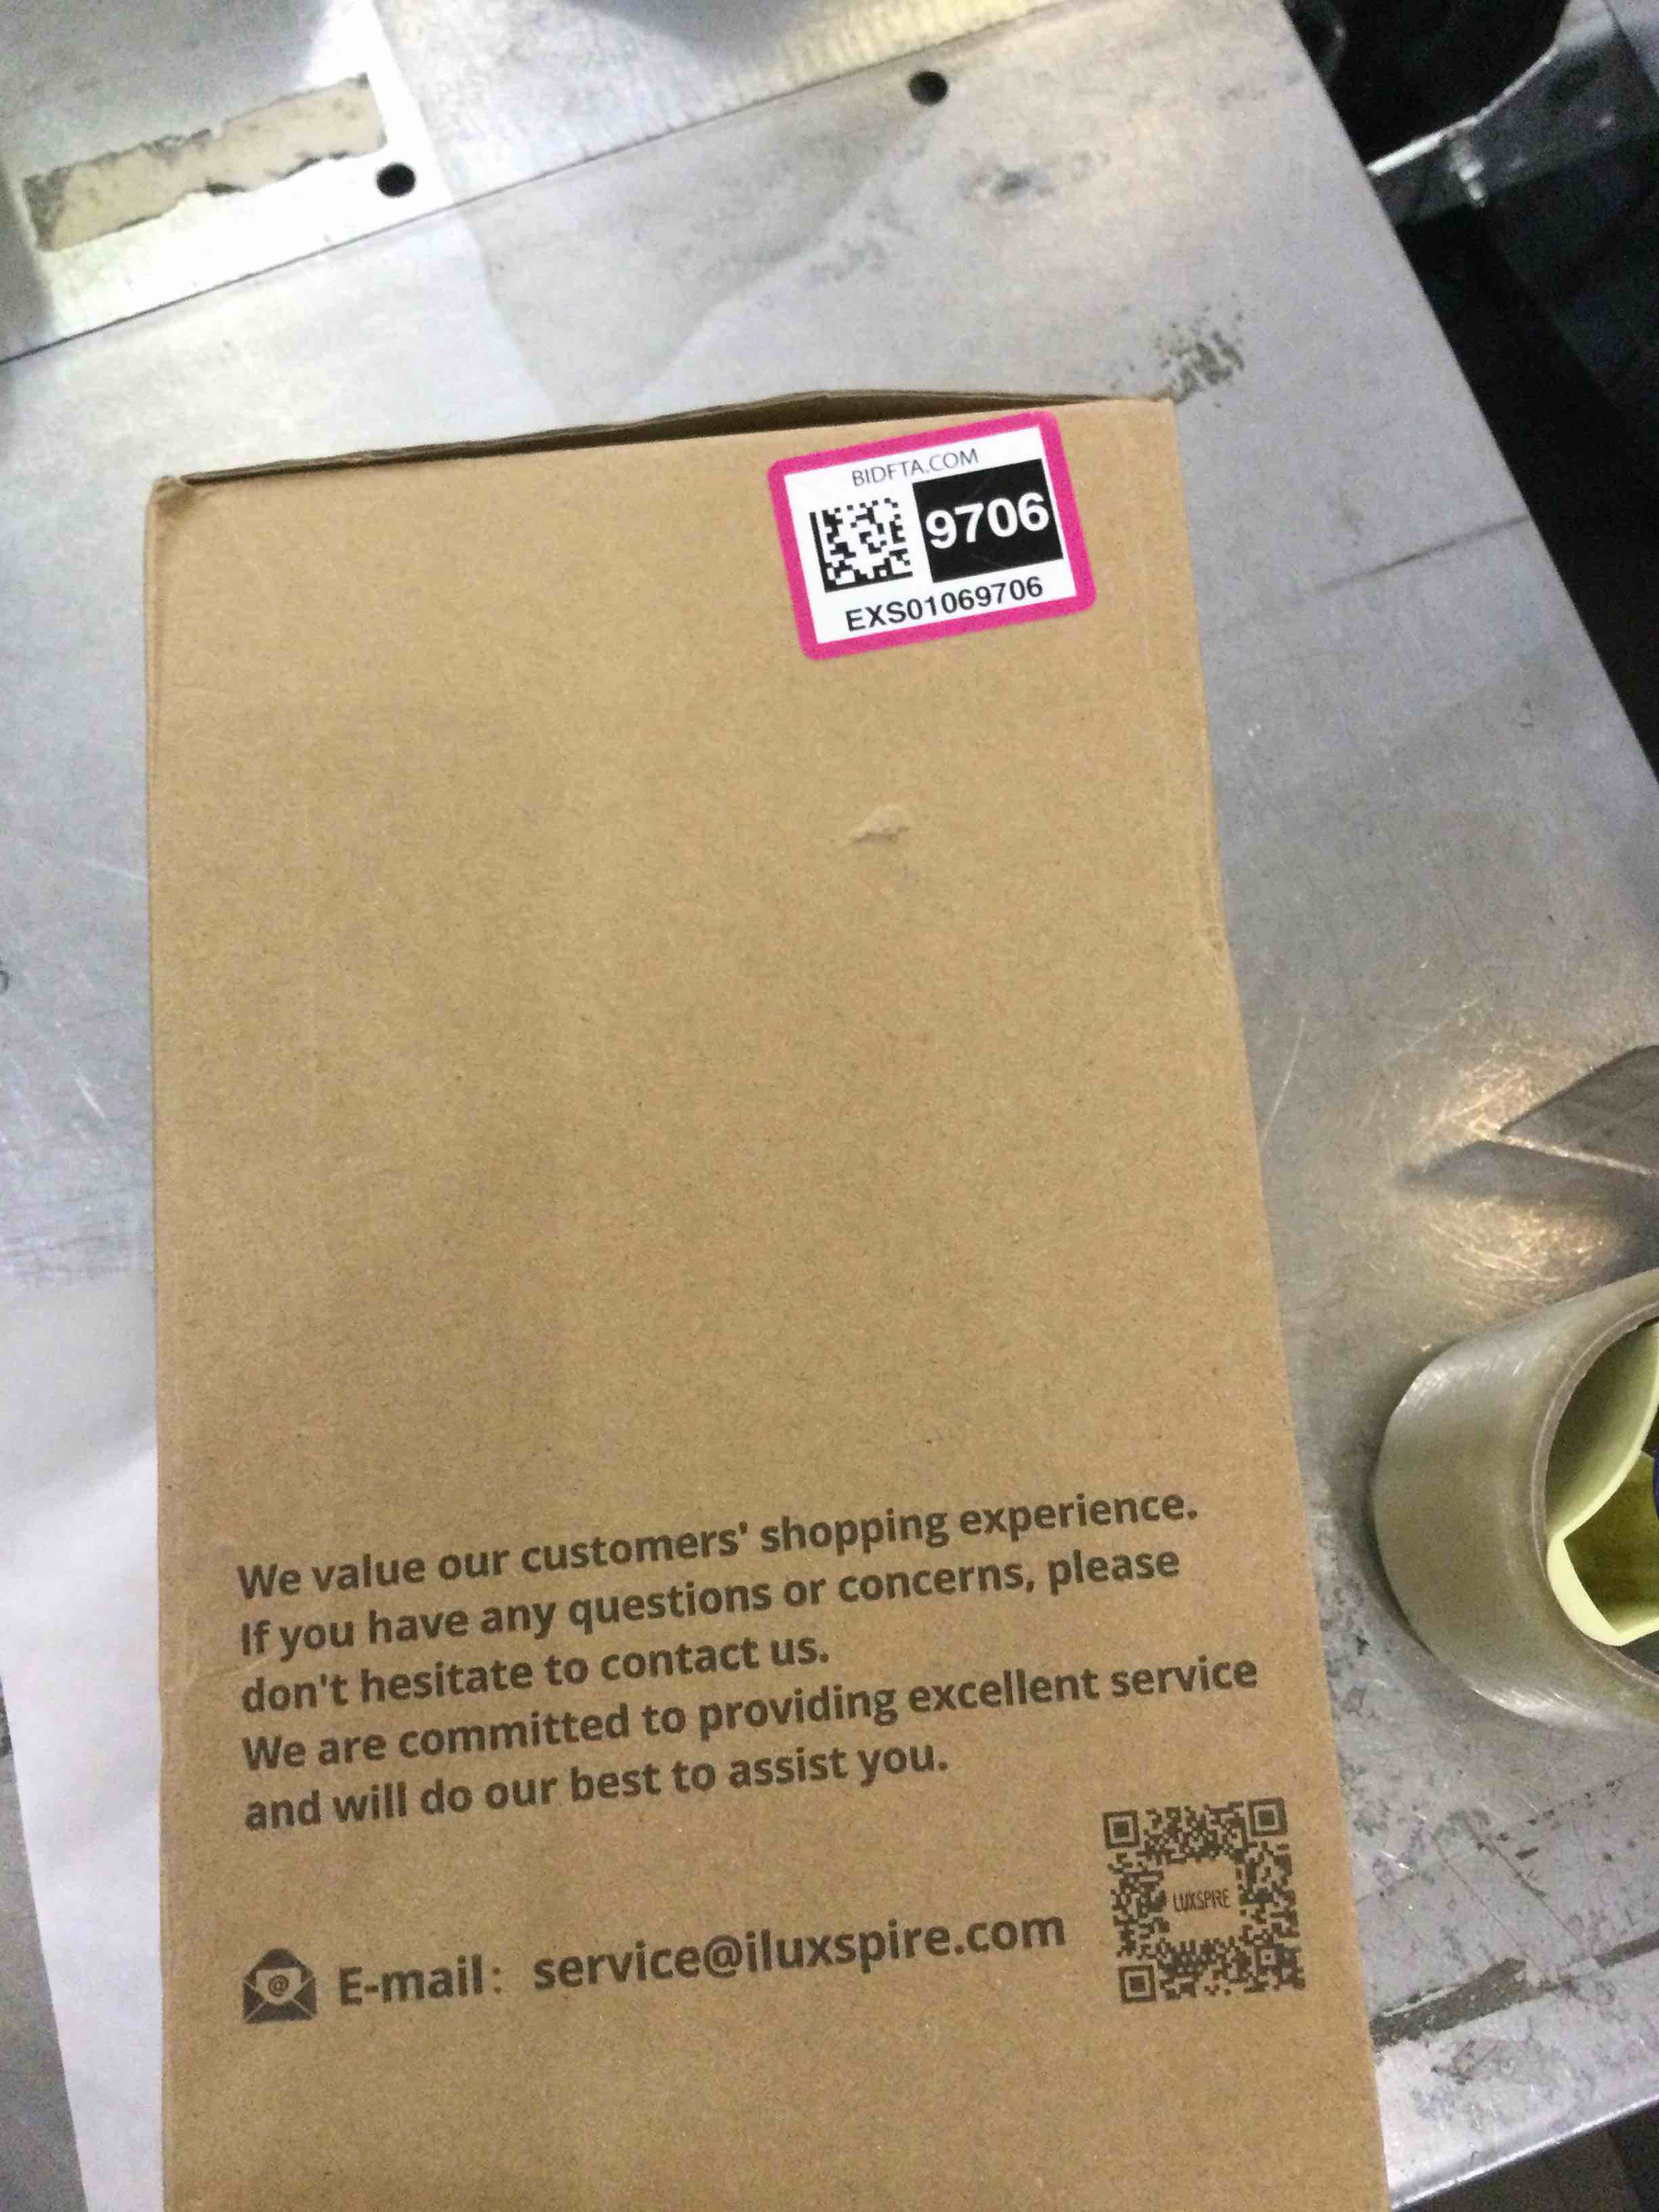 BIDFTA.COM
9706
EXS01069706
We value our customers' shopping experience.
If you have any questions or concerns, please
don't hesitate to contact us.
We are committed to providing excellent service
and will do our best to assist you.
@ E-mail: service@iluxspire.com
LUXSPIRE